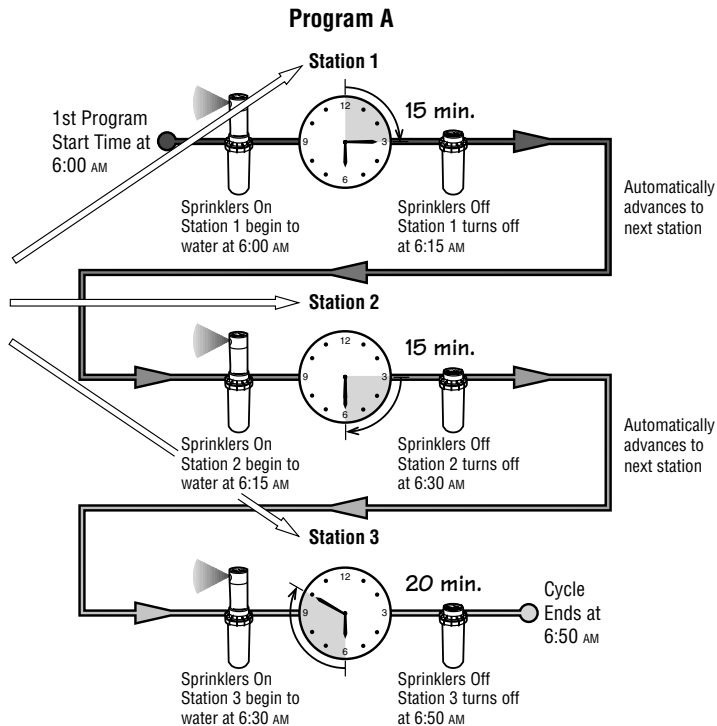 Program A
Station 1
1st Program
Start Time at
6:00 AM
12
3
6
9
15 min.
Sprinklers On
Station 1 begin to
water at 6:00 AM
Sprinklers Off
Station 1 turns off
at 6:15 AM
Automatically
advances to
next station
Station 2
12
3
6
9
15 min.
Sprinklers On
Station 2 begin to
water at 6:15 AM
Sprinklers Off
Station 2 turns off
at 6:30 AM
Automatically
advances to
next station
Station 3
12
3
6
9
20 min.
Sprinklers On
Station 3 begin to
water at 6:30 AM
Sprinklers Off
Station 3 turns off
at 6:50 AM
Cycle
Ends at
6:50 AM